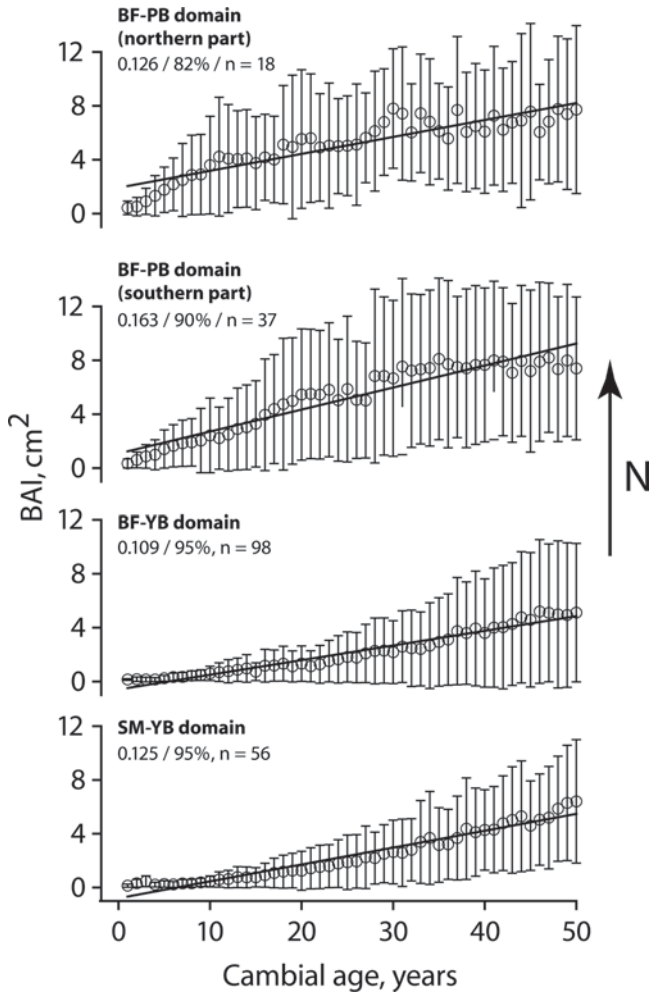 BF-PB domain
(northern part)
0.126 / 82% / n = 18
12
8
4
0
BF-PB domain
(southern part)
0.163 / 90% / n = 37
12
8
4
0
BF-YB domain
0.109 / 95%, n = 98
12
8
4
0
SM-YB domain
0.125 / 95%, n = 56
12
8
4
0
BAI, cm²
N
0 10 20 30 40 50
Cambial age, years